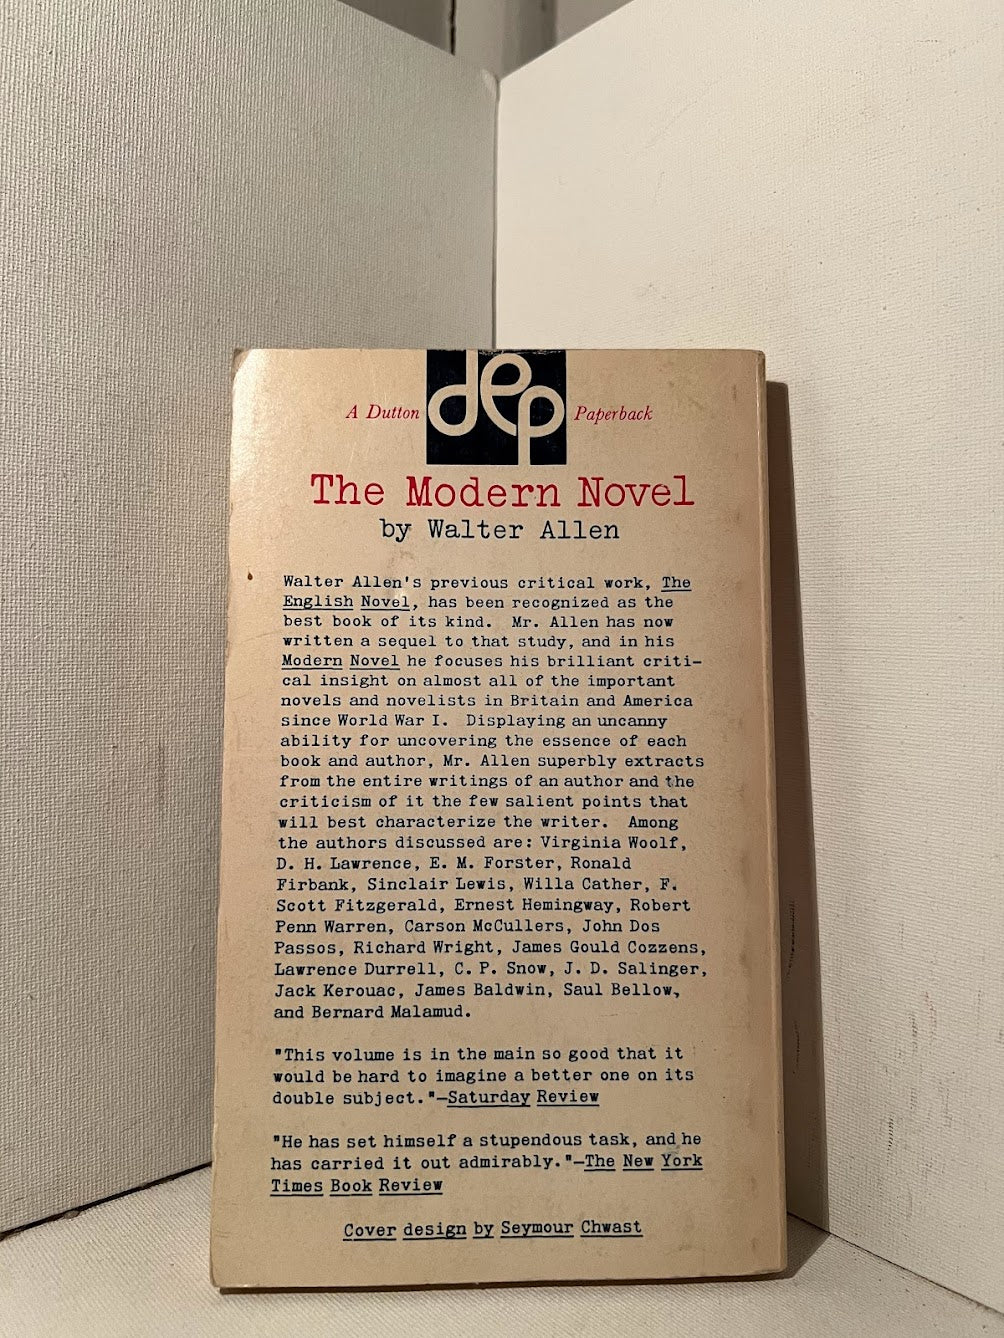 A Dutton dep Paperback
The Modern Novel
by Walter Allen
Walter Allen's previous critical work, The
English Novel, has been recognized as the
best book of its kind. Mr. Allen has now
written a sequel to that study, and in his
Modern Novel he focuses his brilliant criti-
cal insight on almost all of the important
novels and novelists in Britain and America
since World War I. Displaying an uncanny
ability for uncovering the essence of each
book and author, Mr. Allen superbly extracts
from the entire writings of an author and the
criticism of it the few salient points that
will best characterize the writer. Among
the authors discussed are: Virginia Woolf,
D. H. Lawrence, E. M. Forster, Ronald
Firbank, Sinclair Lewis, Willa Cather, F.
Scott Fitzgerald, Ernest Hemingway, Robert
Penn Warren, Carson McCullers, John Dos
Passos, Richard Wright, James Gould Cozzens,
Lawrence Durrell, C. P. Snow, J. D. Salinger,
Jack Kerouac, James Baldwin, Saul Bellow,
and Bernard Malamud.
"This volume is in the main so good that it
would be hard to imagine a better one on its
double subject."—Saturday Review
"He has set himself a stupendous task, and he
has carried it out admirably."—The New York
Times Book Review
Cover design by Seymour Chwast